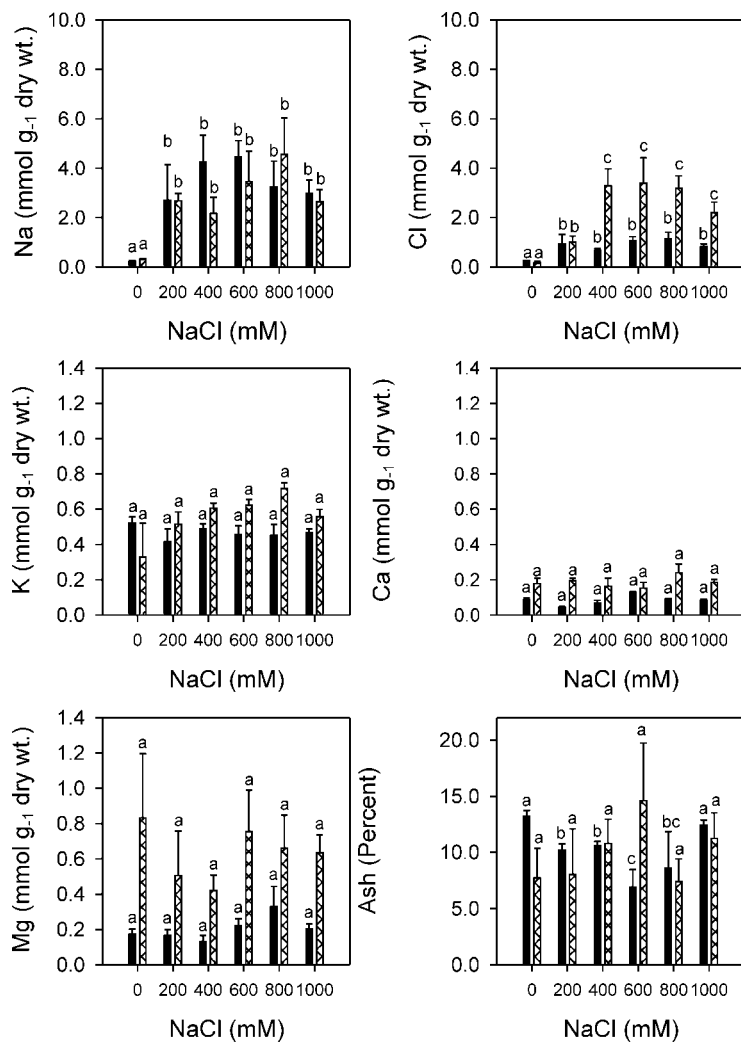 10.0
8.0
6.0
4.0
2.0
0.0
Na (mmol g-1 dry wt.)
a a b b b b b b b b b b
0 200 400 600 800 1000
NaCl (mM)
10.0
8.0
6.0
4.0
2.0
0.0
Cl (mmol g-1 dry wt.)
a a b b b c b c b c b c
0 200 400 600 800 1000
NaCl (mM)
1.4
1.2
1.0
0.8
0.6
0.4
0.2
0.0
K (mmol g-1 dry wt.)
a a a a a a a a a a a a
0 200 400 600 800 1000
NaCl (mM)
1.4
1.2
1.0
0.8
0.6
0.4
0.2
0.0
Ca (mmol g-1 dry wt.)
a a a a a a a a a a a a
0 200 400 600 800 1000
NaCl (mM)
1.4
1.2
1.0
0.8
0.6
0.4
0.2
0.0
Mg (mmol g-1 dry wt.)
a a a a a a a a a a a a
0 200 400 600 800 1000
NaCl (mM)
20.0
15.0
10.0
5.0
0.0
Ash (Percent)
a a b a b a c a bc a a a
0 200 400 600 800 1000
NaCl (mM)